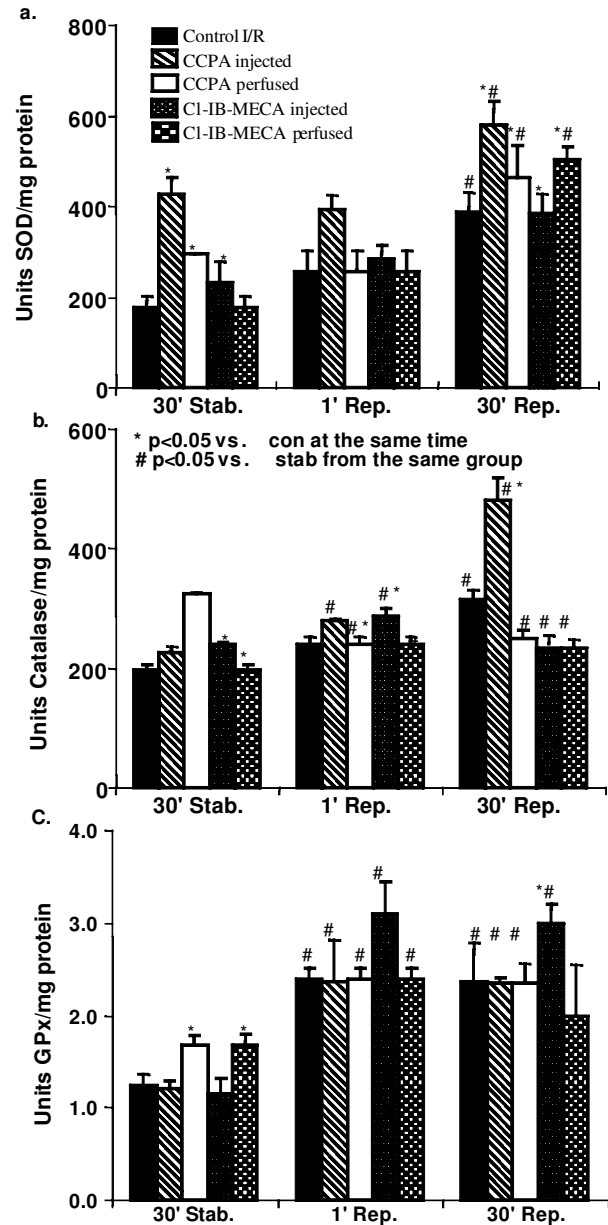 a.
800
600
400
200
0
Units SOD/mg protein
Control I/R
CCPA injected
CCPA perfused
Cl-IB-MECA injected
Cl-IB-MECA perfused
* * *
# *# *# * *#
30' Stab. 1' Rep. 30' Rep.
b.
600
400
200
0
Units Catalase/mg protein
* p<0.05 vs. con at the same time
# p<0.05 vs. stab from the same group
* *
# #* #*
# #* # # #
30' Stab. 1' Rep. 30' Rep.
C.
4.0
3.0
2.0
1.0
0.0
Units GPx/mg protein
* *
# # # # #
# # # *#
30' Stab. 1' Rep. 30' Rep.